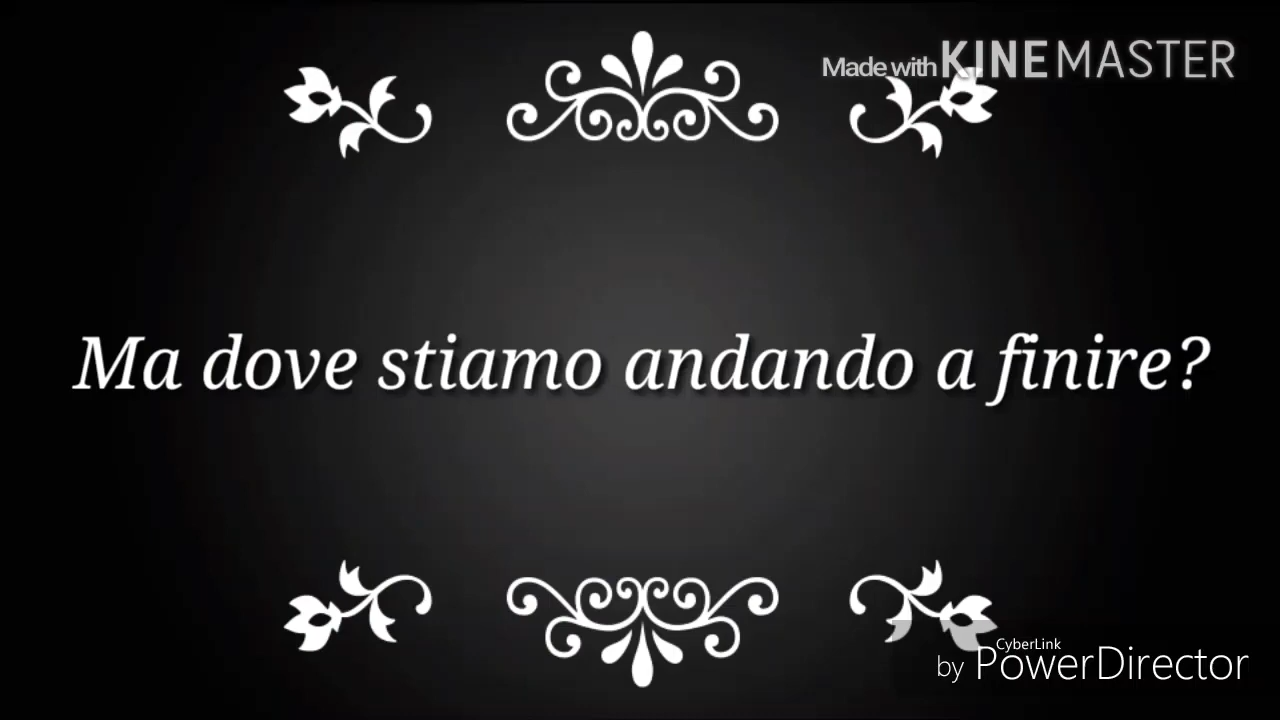 Made with KINEMASTER
Ma dove stiamo andando a finire?
CyberLink
by PowerDirector